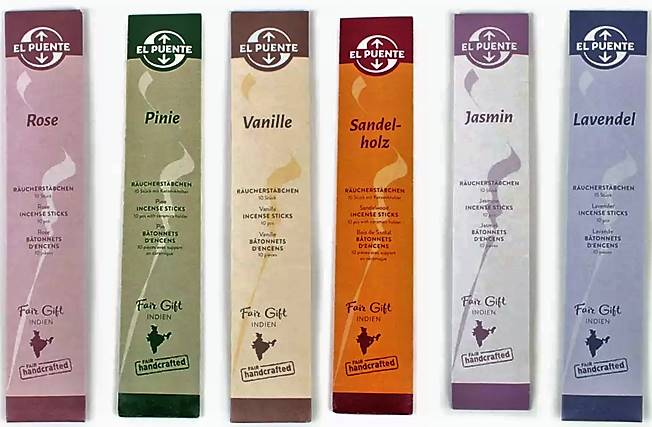 EL PUENTE
Rose
RÄUCHERSTÄBCHEN
10 Stück
Rose
INCENSE STICKS
10 pcs
Rose
BÂTONNETS
D'ENCENS
10 pièces
Fair Gift
INDIEN
FAIR
handcrafted
EL PUENTE
Pinie
RÄUCHERSTÄBCHEN
10 Stück mit Keramikhalter
Pine
INCENSE STICKS
10 pcs with ceramic holder
Pin
BÂTONNETS
D'ENCENS
10 pièces avec support
en céramique
Fair Gift
INDIEN
FAIR
handcrafted
EL PUENTE
Vanille
RÄUCHERSTÄBCHEN
10 Stück
Vanilla
INCENSE STICKS
10 pcs
Vanille
BÂTONNETS
D'ENCENS
10 pièces
Fair Gift
INDIEN
FAIR
handcrafted
EL PUENTE
Sandel-
holz
RÄUCHERSTÄBCHEN
10 Stück mit Keramikhalter
Sandalwood
INCENSE STICKS
10 pcs with ceramic holder
Bois de Santal
BÂTONNETS
D'ENCENS
10 pièces avec support
en céramique
Fair Gift
INDIEN
FAIR
handcrafted
EL PUENTE
Jasmin
RÄUCHERSTÄBCHEN
10 Stück
Jasmine
INCENSE STICKS
10 pcs
Jasmin
BÂTONNETS
D'ENCENS
10 pièces
Fair Gift
INDIEN
FAIR
handcrafted
EL PUENTE
Lavendel
RÄUCHERSTÄBCHEN
10 Stück
Lavender
INCENSE STICKS
10 pcs
Lavande
BÂTONNETS
D'ENCENS
10 pièces
Fair Gift
INDIEN
FAIR
handcrafted